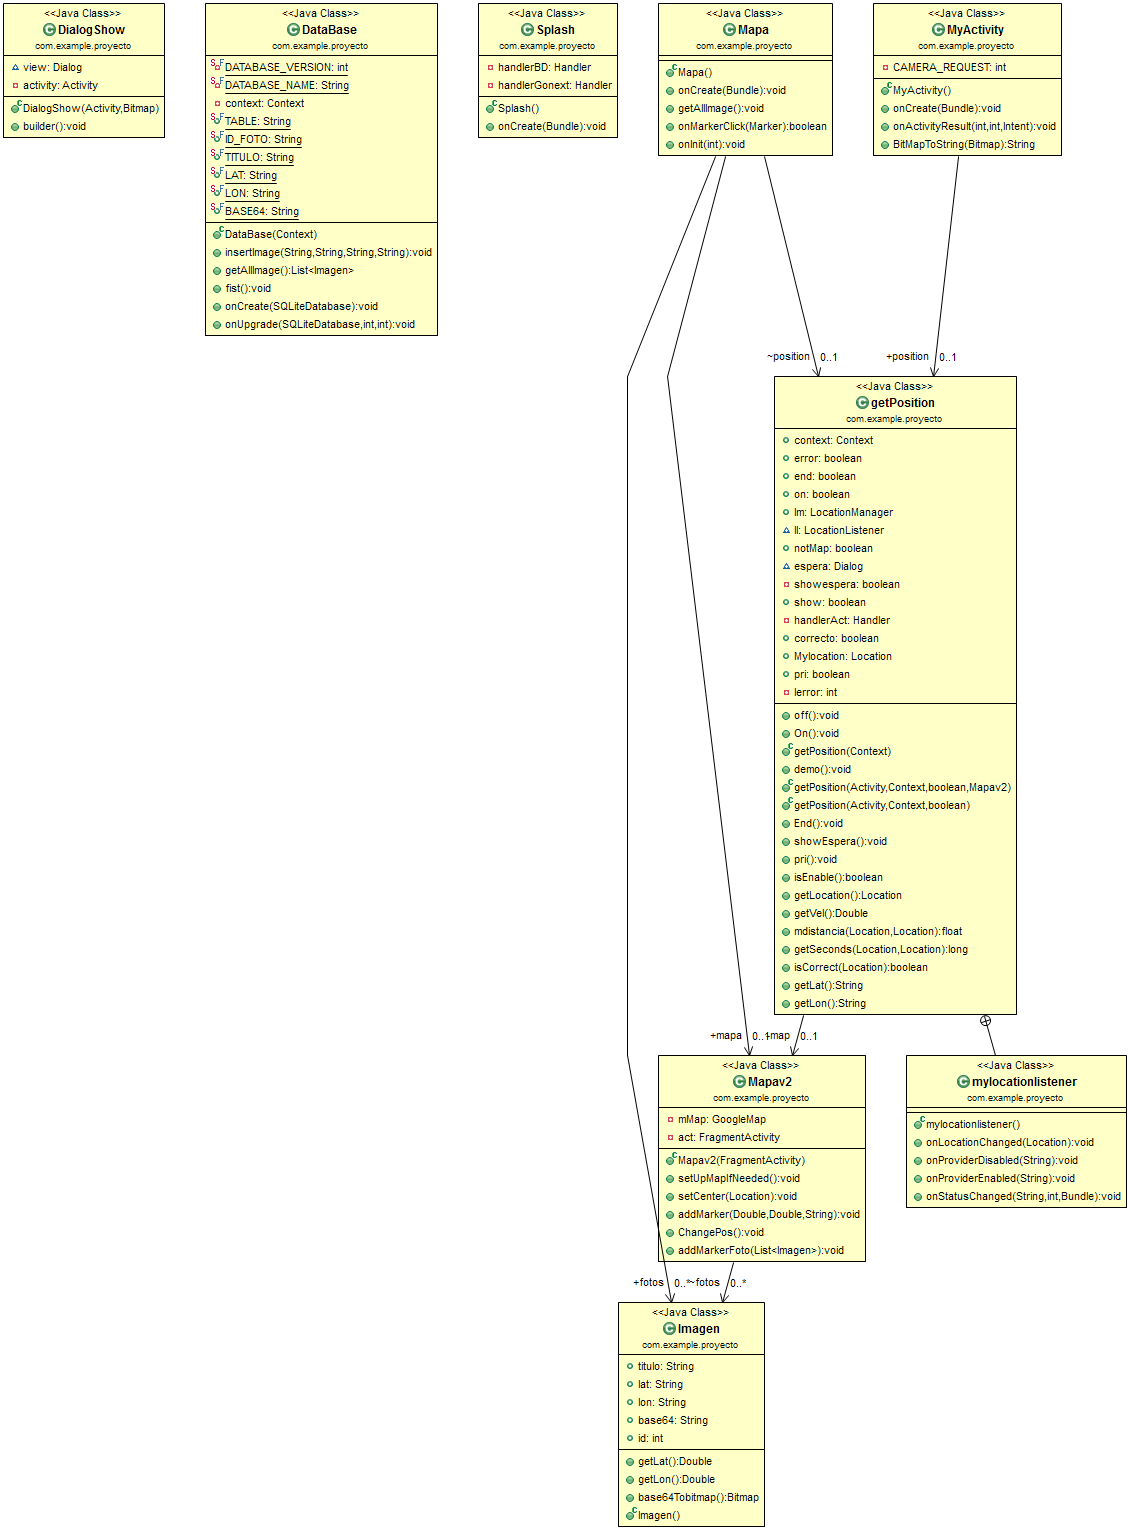 <<Java Class>>
DialogShow
com.example.proyecto
view: Dialog
activity: Activity
DialogShow(Activity,Bitmap)
builder():void
<<Java Class>>
DataBase
com.example.proyecto
DATABASE_VERSION: int
DATABASE_NAME: String
context: Context
TABLE: String
ID_FOTO: String
TITULO: String
LAT: String
LON: String
BASE64: String
DataBase(Context)
insertImage(String,String,String,String):void
getAllImage():List<Imagen>
fist():void
onCreate(SQLiteDatabase):void
onUpgrade(SQLiteDatabase,int,int):void
<<Java Class>>
Splash
com.example.proyecto
handlerBD: Handler
handlerGonext: Handler
Splash()
onCreate(Bundle):void
<<Java Class>>
Mapa
com.example.proyecto
Mapa()
onCreate(Bundle):void
getAllImage():void
onMarkerClick(Marker):boolean
onInit(int):void
<<Java Class>>
MyActivity
com.example.proyecto
CAMERA_REQUEST: int
MyActivity()
onCreate(Bundle):void
onActivityResult(int,int,Intent):void
BitMapToString(Bitmap):String
~position 0..1
+position 0..1
<<Java Class>>
getPosition
com.example.proyecto
context: Context
error: boolean
end: boolean
on: boolean
lm: LocationManager
ll: LocationListener
notMap: boolean
espera: Dialog
showespera: boolean
show: boolean
handlerAct: Handler
correcto: boolean
Mylocation: Location
pri: boolean
lerror: int
off():void
On():void
getPosition(Context)
demo():void
getPosition(Activity,Context,boolean,Mapav2)
getPosition(Activity,Context,boolean)
End():void
showEspera():void
pri():void
isEnable():boolean
getLocation():Location
getVel():Double
mdistancia(Location,Location):float
getSeconds(Location,Location):long
isCorrect(Location):boolean
getLat():String
getLon():String
+mapa 0..1
map 0..1
<<Java Class>>
Mapav2
com.example.proyecto
mMap: GoogleMap
act: FragmentActivity
Mapav2(FragmentActivity)
setUpMapIfNeeded():void
setCenter(Location):void
addMarker(Double,Double,String):void
ChangePos():void
addMarkerFoto(List<Imagen>):void
<<Java Class>>
mylocationlistener
com.example.proyecto
mylocationlistener()
onLocationChanged(Location):void
onProviderDisabled(String):void
onProviderEnabled(String):void
onStatusChanged(String,int,Bundle):void
+fotos 0..*
~fotos 0..*
<<Java Class>>
Imagen
com.example.proyecto
titulo: String
lat: String
lon: String
base64: String
id: int
getLat():Double
getLon():Double
base64Tobitmap():Bitmap
Imagen()